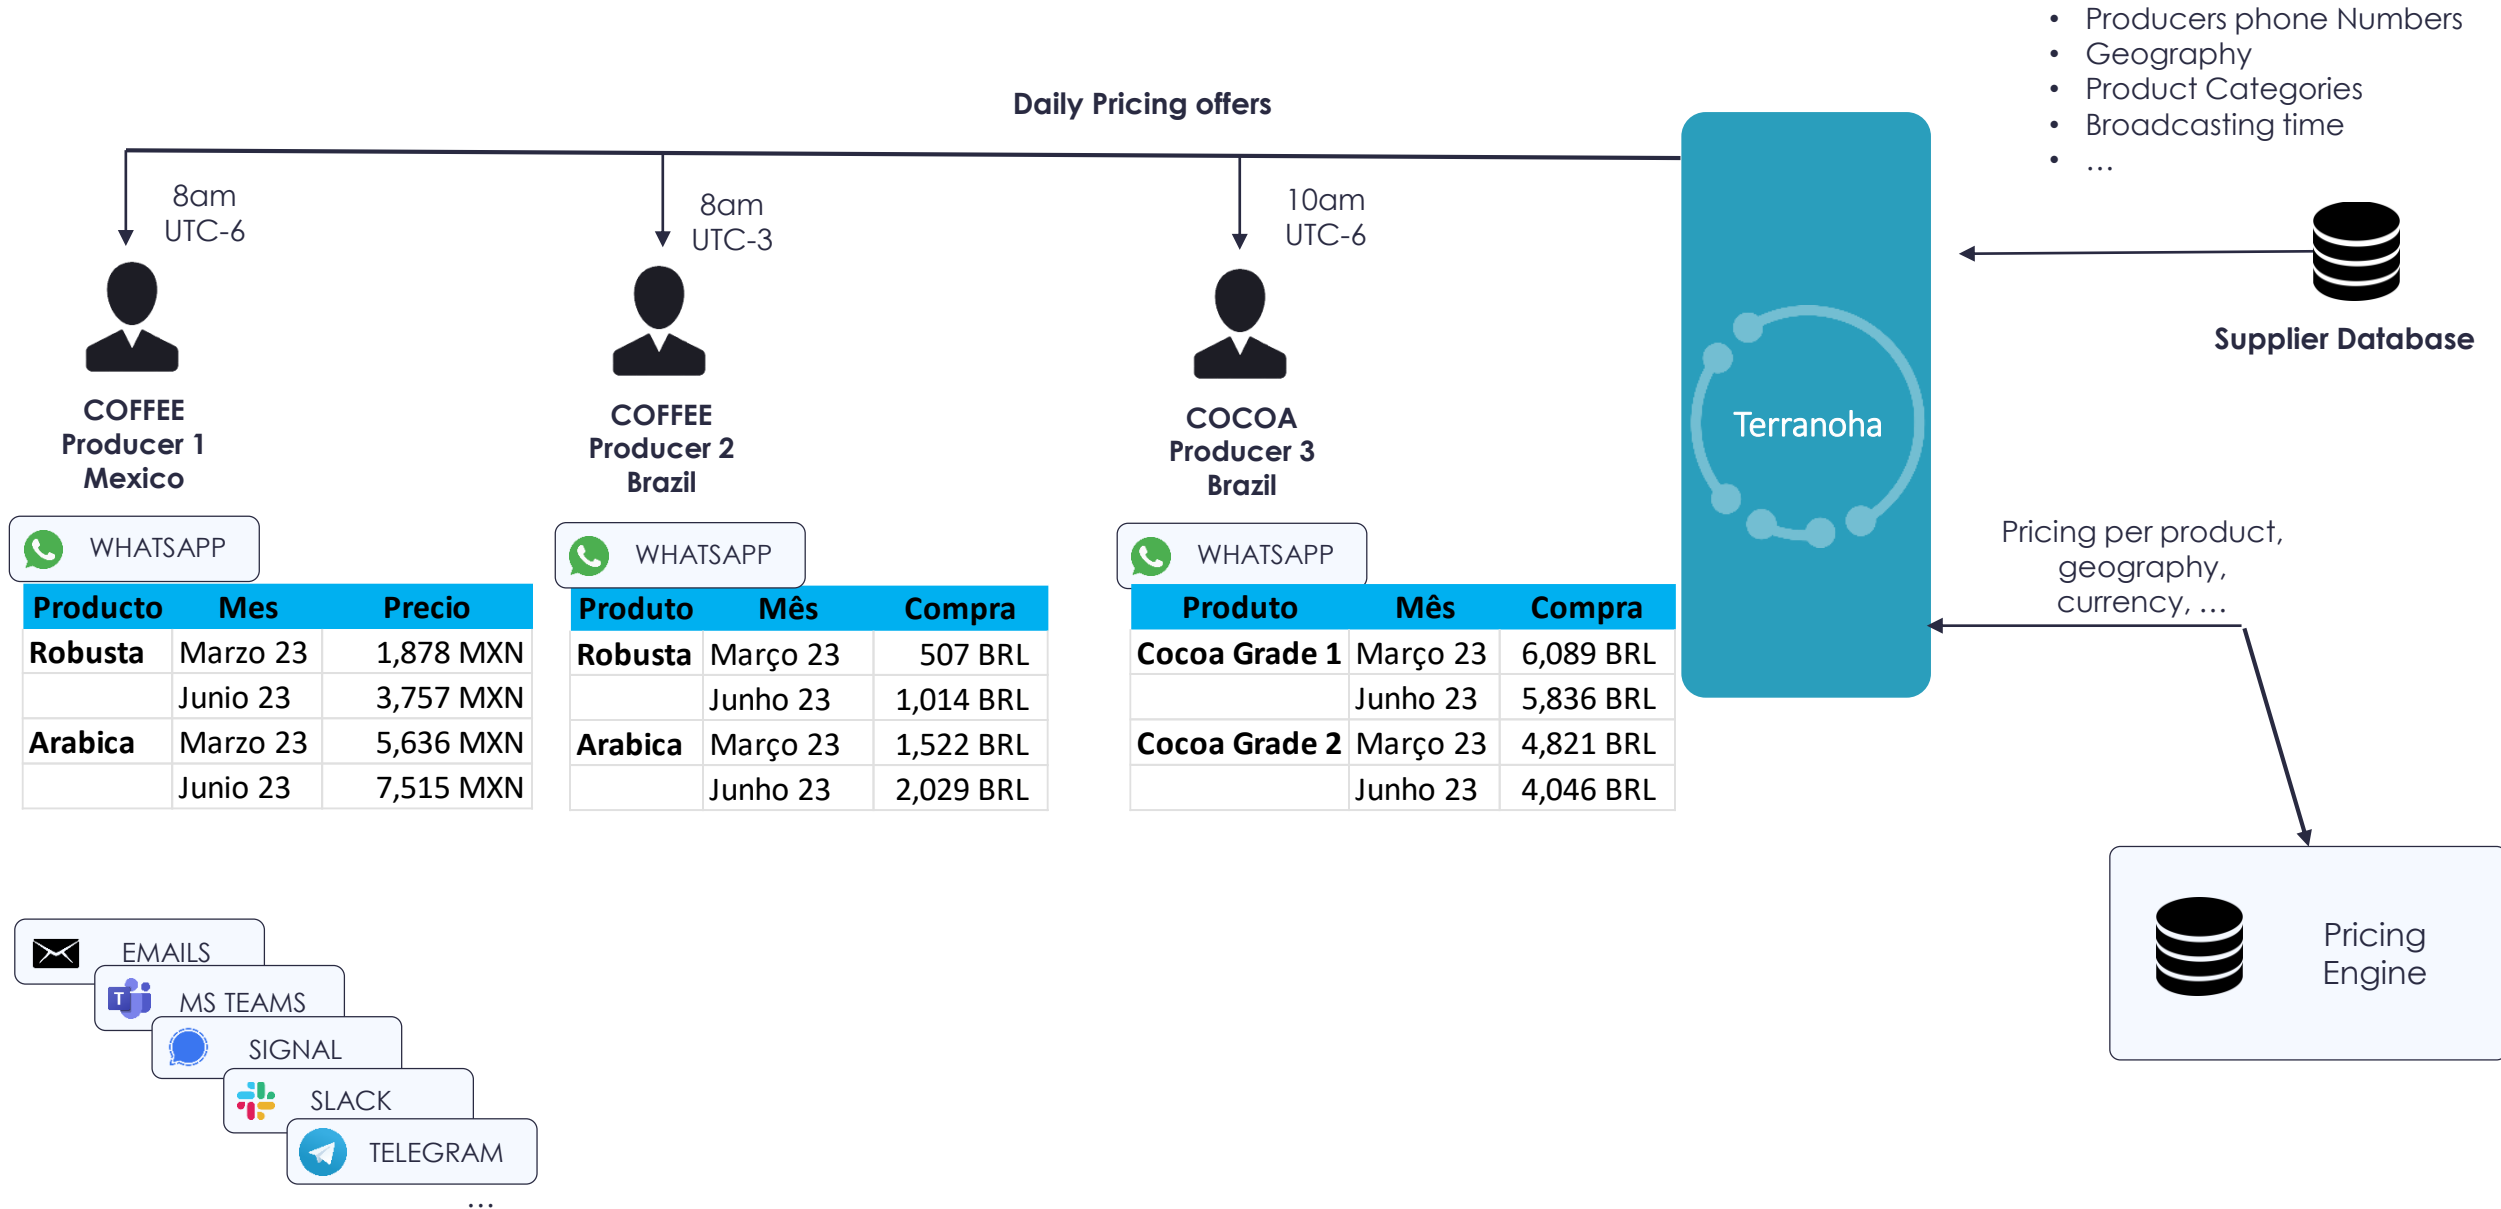 • Producers phone Numbers
• Geography
• Product Categories
• Broadcasting time
• ...
Daily Pricing offers
8am
UTC-6
8am
UTC-3
10am
UTC-6
Supplier Database
COFFEE
Producer 1
Mexico
COFFEE
Producer 2
Brazil
COCOA
Producer 3
Brazil
Terranoha
WHATSAPP
Producto Mes Precio
Robusta Marzo 23 1,878 MXN
Junio 23 3,757 MXN
Arabica Marzo 23 5,636 MXN
Junio 23 7,515 MXN
WHATSAPP
Produto Mês Compra
Robusta Março 23 507 BRL
Junho 23 1,014 BRL
Arabica Março 23 1,522 BRL
Junho 23 2,029 BRL
WHATSAPP
Produto Mês Compra
Cocoa Grade 1 Março 23 6,089 BRL
Junho 23 5,836 BRL
Cocoa Grade 2 Março 23 4,821 BRL
Junho 23 4,046 BRL
Pricing per product,
geography,
currency, ...
Pricing
Engine
EMAILS
T
MS TEAMS
SIGNAL
SLACK
TELEGRAM
...